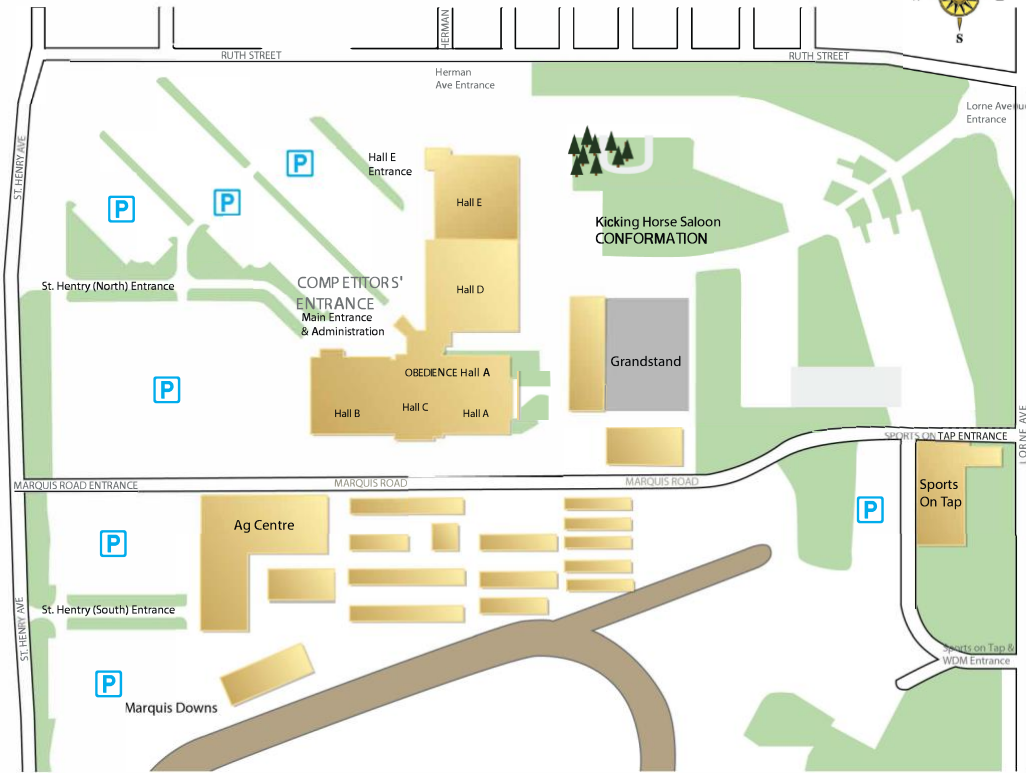 S
HERMAN
RUTH STREET
RUTH STREET
Herman
Ave Entrance
Lorne Avenue
Entrance
ST. HENRY AVE
Hall E
Entrance
P
P
P
Hall E
Kicking Horse Saloon
CONFORMATION
St. Hentry (North) Entrance
COMPETITORS'
ENTRANCE
Main Entrance
& Administration
Hall D
Grandstand
OBEDIENCE Hall A
P
Hall B
Hall C
Hall A
LORNE AVE
SPORTS ON TAP ENTRANCE
MARQUIS ROAD ENTRANCE
MARQUIS ROAD
MARQUIS ROAD
Sports
On Tap
P
Ag Centre
P
St. Hentry (South) Entrance
ST. HENRY AVE
Sports on Tap &
WDM Entrance
P
Marquis Downs